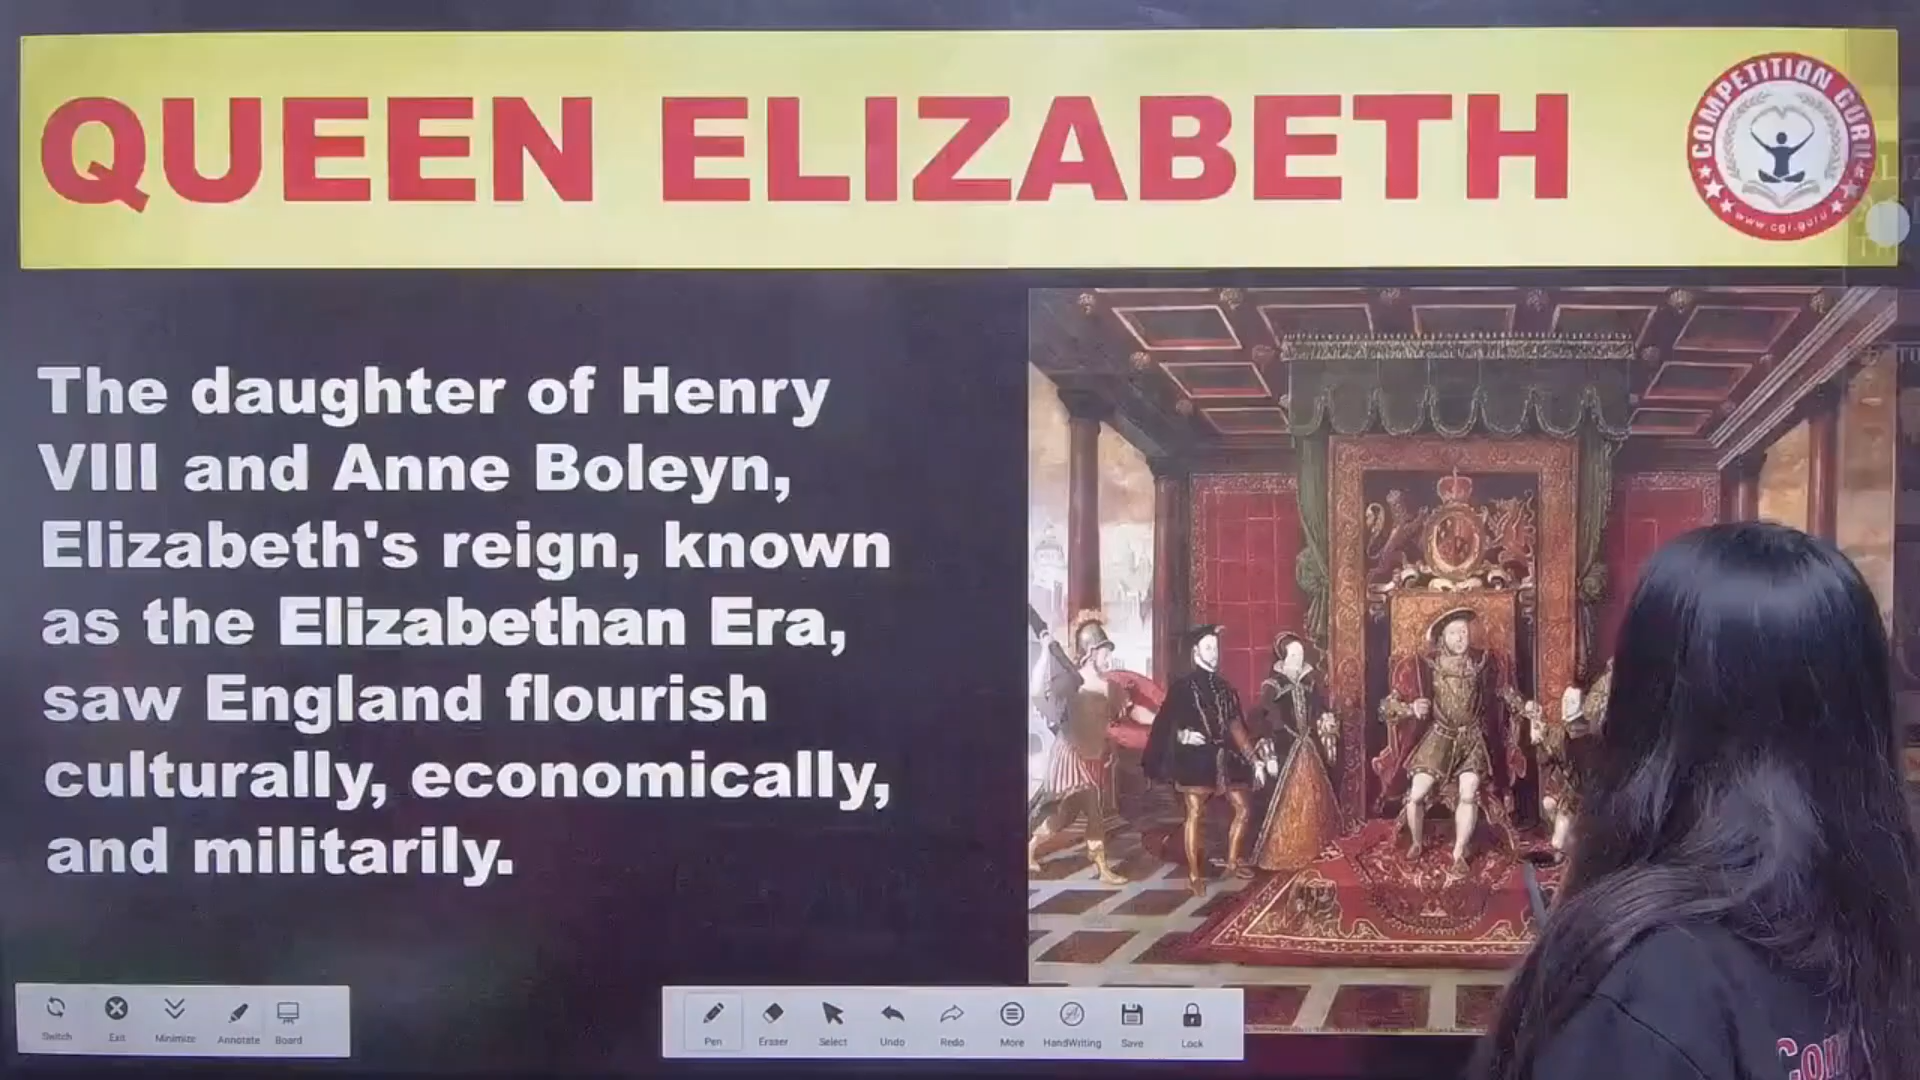 QUEEN ELIZABETH
COMPETITION GURU
www.cgi.guru
The daughter of Henry
VIII and Anne Boleyn,
Elizabeth's reign, known
as the Elizabethan Era,
saw England flourish
culturally, economically,
and militarily.
Switch Exit Minimize Annotate Board
Pen Eraser Select Undo Redo More HandWriting Save Lock